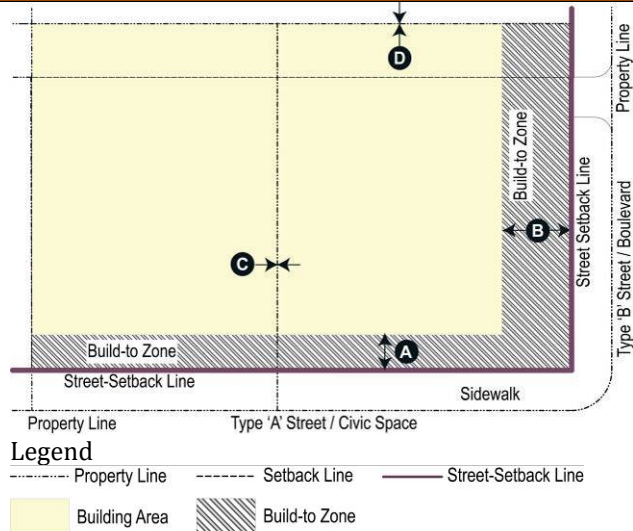 D
Property Line
Build-to Zone
B
Street Setback Line
Type 'B' Street / Boulevard
C
Build-to Zone
A
Street-Setback Line
Sidewalk
Property Line
Type 'A' Street / Civic Space
Legend
Property Line
Setback Line
Street-Setback Line
Building Area
Build-to Zone